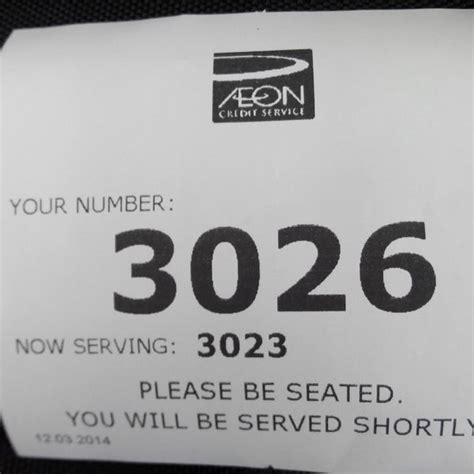 ÆON
CREDIT SERVICE
YOUR NUMBER:
3026
NOW SERVING: 3023
PLEASE BE SEATED.
YOU WILL BE SERVED SHORTLY
12.03.2014